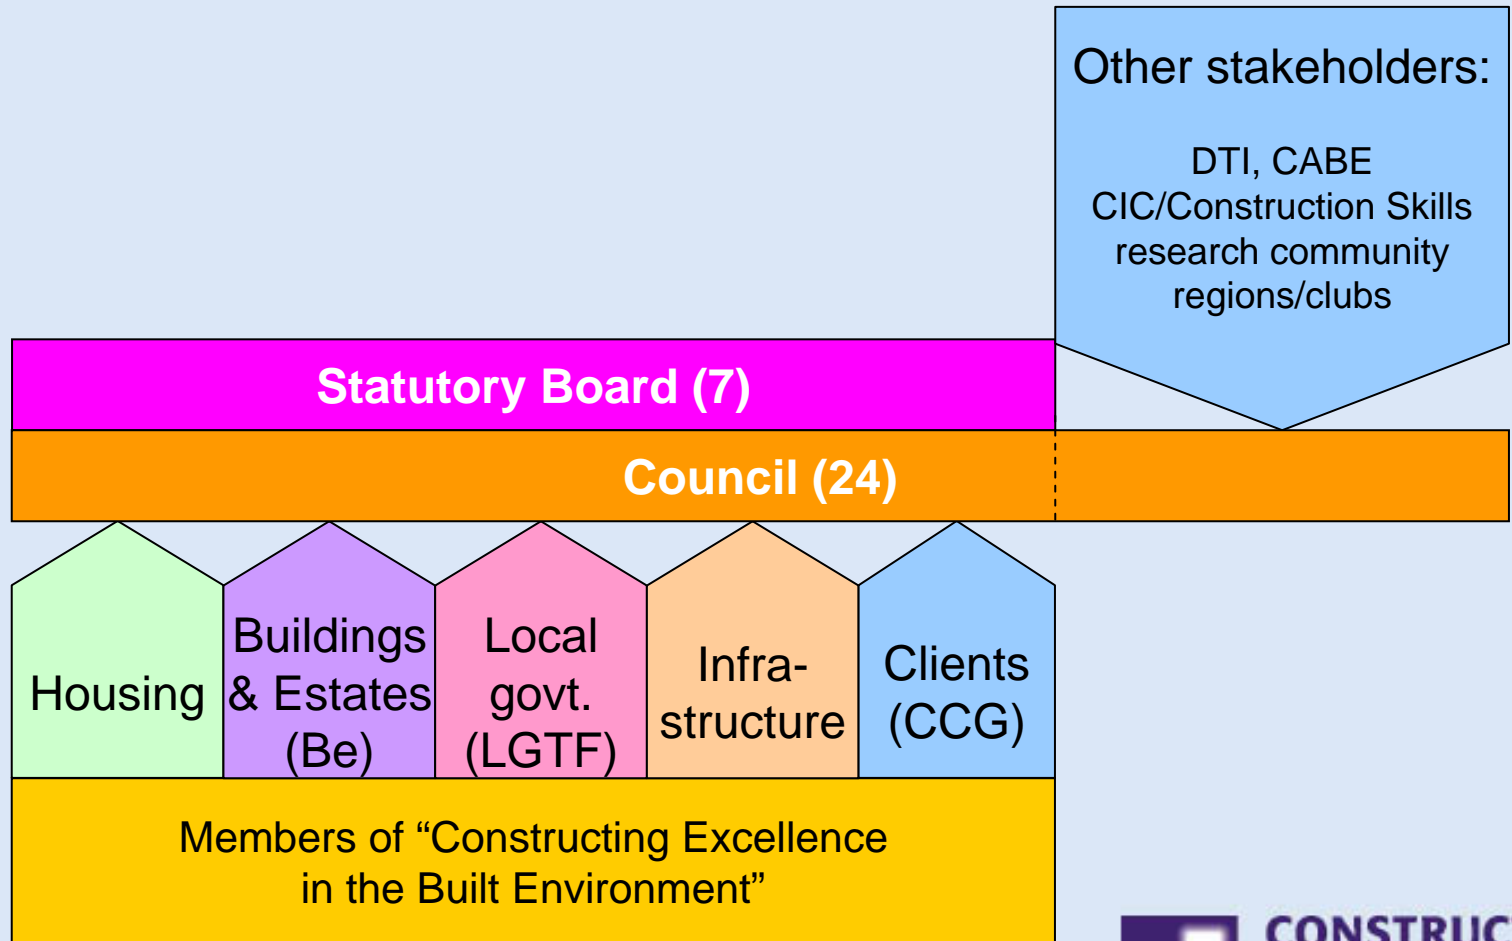 Other stakeholders:
DTI, CABE
CIC/Construction Skills
research community
regions/clubs
Statutory Board (7)
Council (24)
Housing
Buildings
& Estates
(Be)
Local
govt.
(LGTF)
Infra-
structure
Clients
(CCG)
Members of “Constructing Excellence
in the Built Environment”